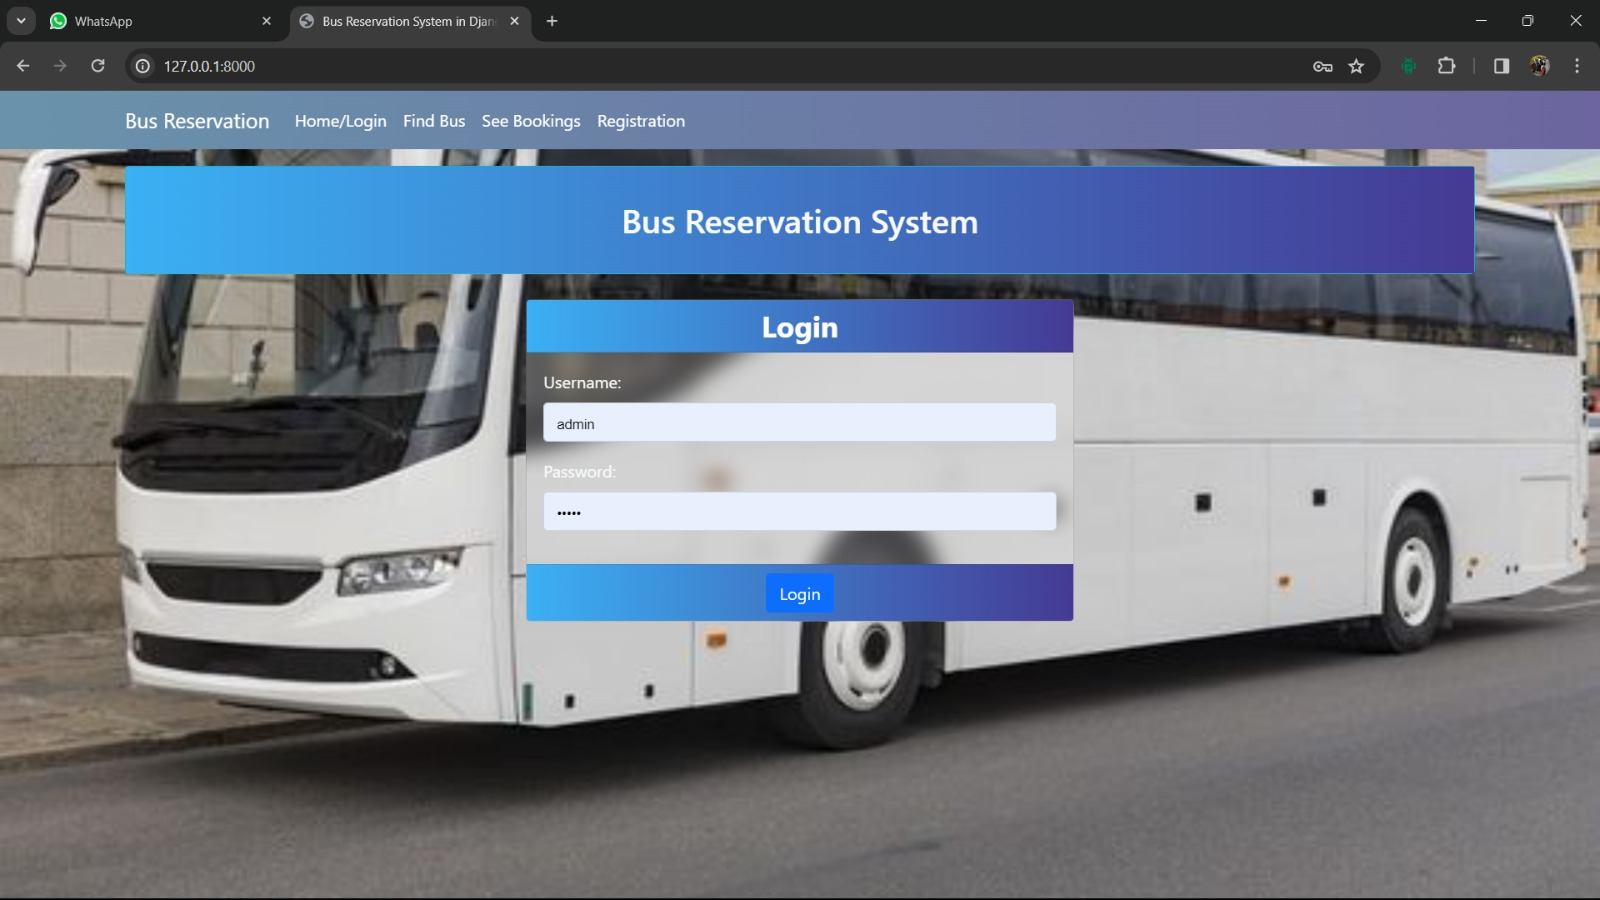 WhatsApp
Bus Reservation System in Djan
127.0.0.1:8000
Bus Reservation Home/Login Find Bus See Bookings Registration
Bus Reservation System
Login
Username:
admin
Password:
•••••
Login